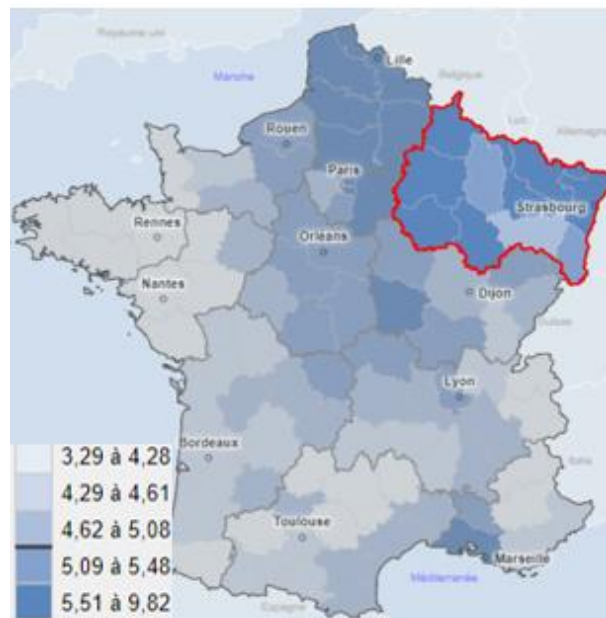 Royaume-uni
Lille
Manche
Belgique
Lux
Allemagne
Rouen
Paris
Strasbourg
Rennes
Orléans
Nantes
Dijon
Suisse
Lyon
Italie
Bordeaux
Toulouse
Marseille
Méditerranée
Espagne
3,29 à 4,28
4,29 à 4,61
4,62 à 5,08
5,09 à 5,48
5,51 à 9,82